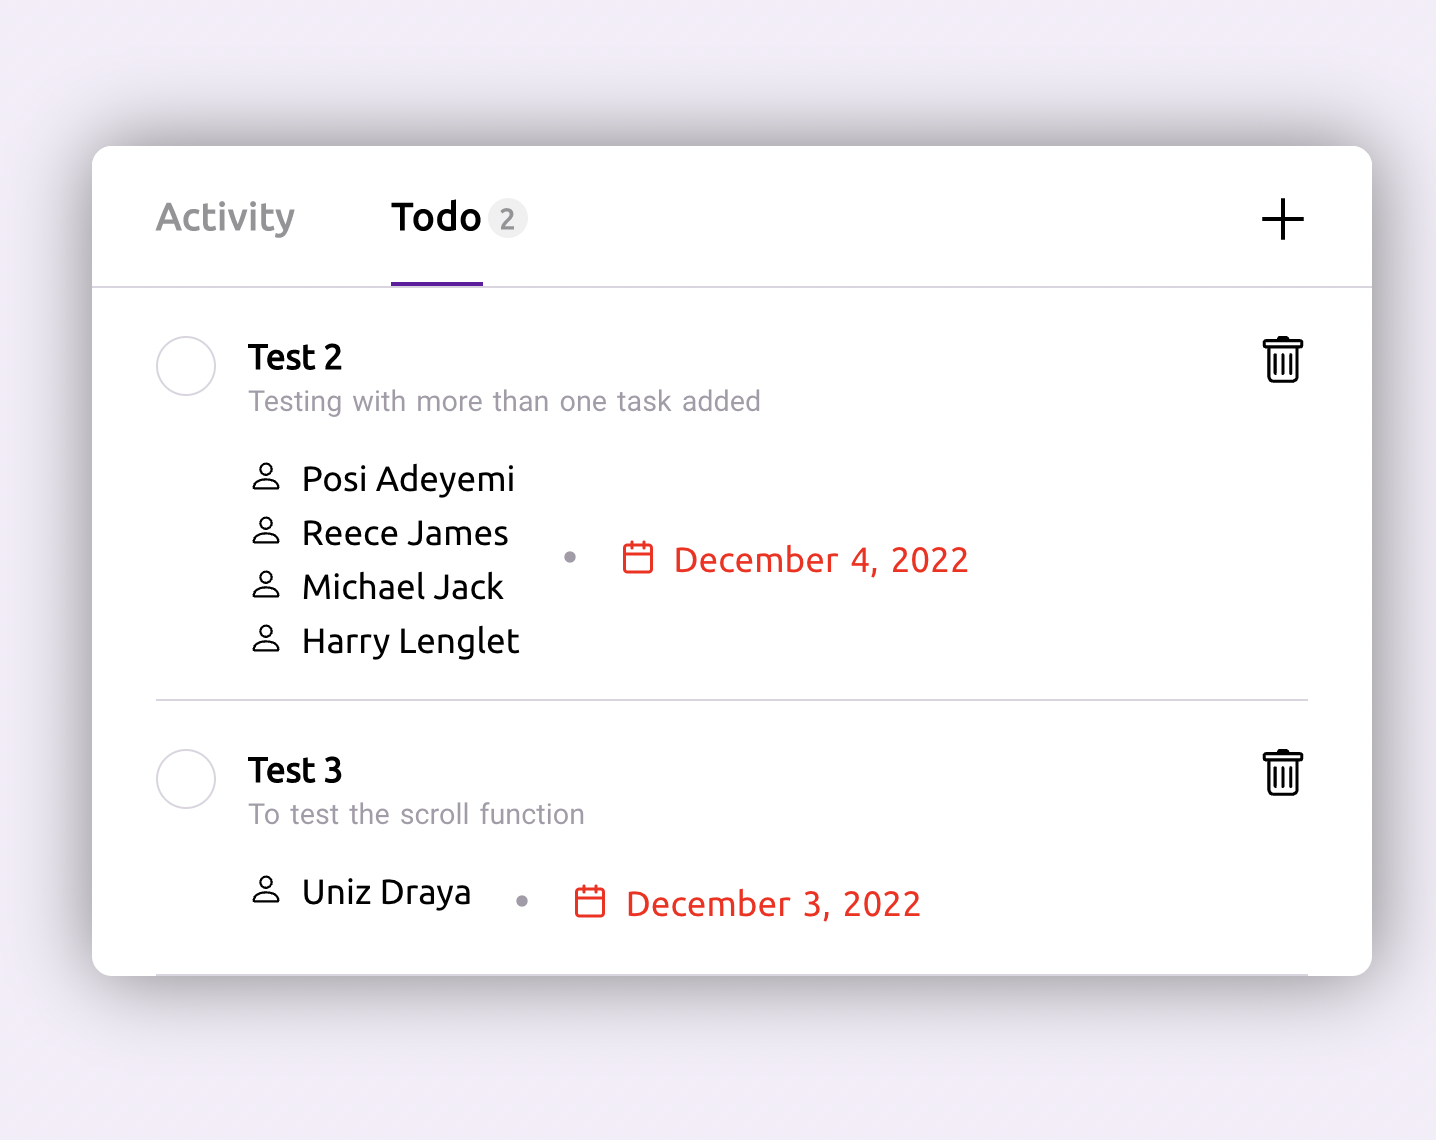 Activity
Todo 2
Test 2
Testing with more than one task added
Posi Adeyemi
Reece James
Michael Jack
Harry Lenglet
December 4, 2022
Test 3
To test the scroll function
Uniz Draya
December 3, 2022